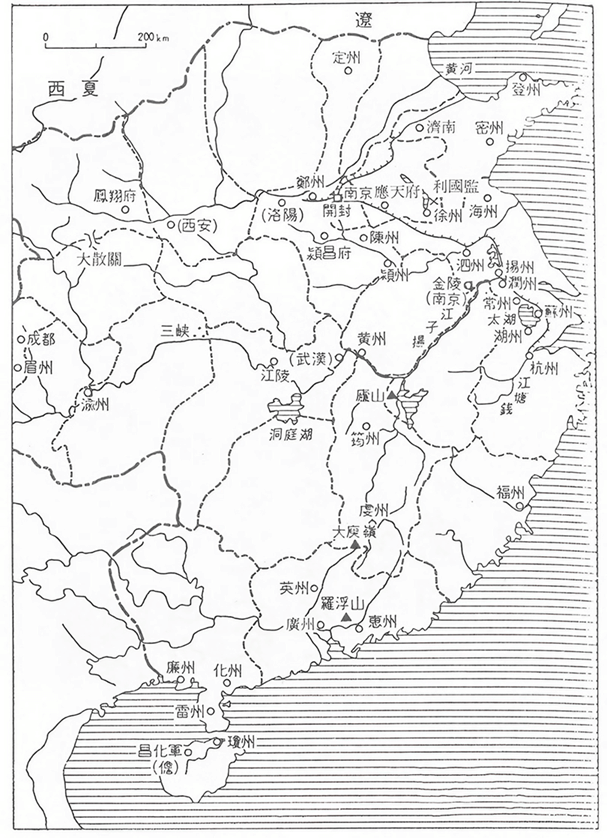 遼
0 200km
定州
黄河
西夏
登州
濟南
密州
鄭州
南京應天府
利國監
鳳翔府
(洛陽)
開封
徐州
海州
(西安)
陳州
潁昌府
大散關
泗州
揚州
潁州
金陵
(南京)
潤州
常州
蘇州
太湖
湖州
揚子江
三峡
成都
眉州
(武漢)
黄州
江陵
杭州
錢塘江
渝州
廬山
洞庭湖
筠州
福州
虔州
大庾嶺
英州
羅浮山
廣州
惠州
廉州
化州
雷州
瓊州
昌化軍
(儋)